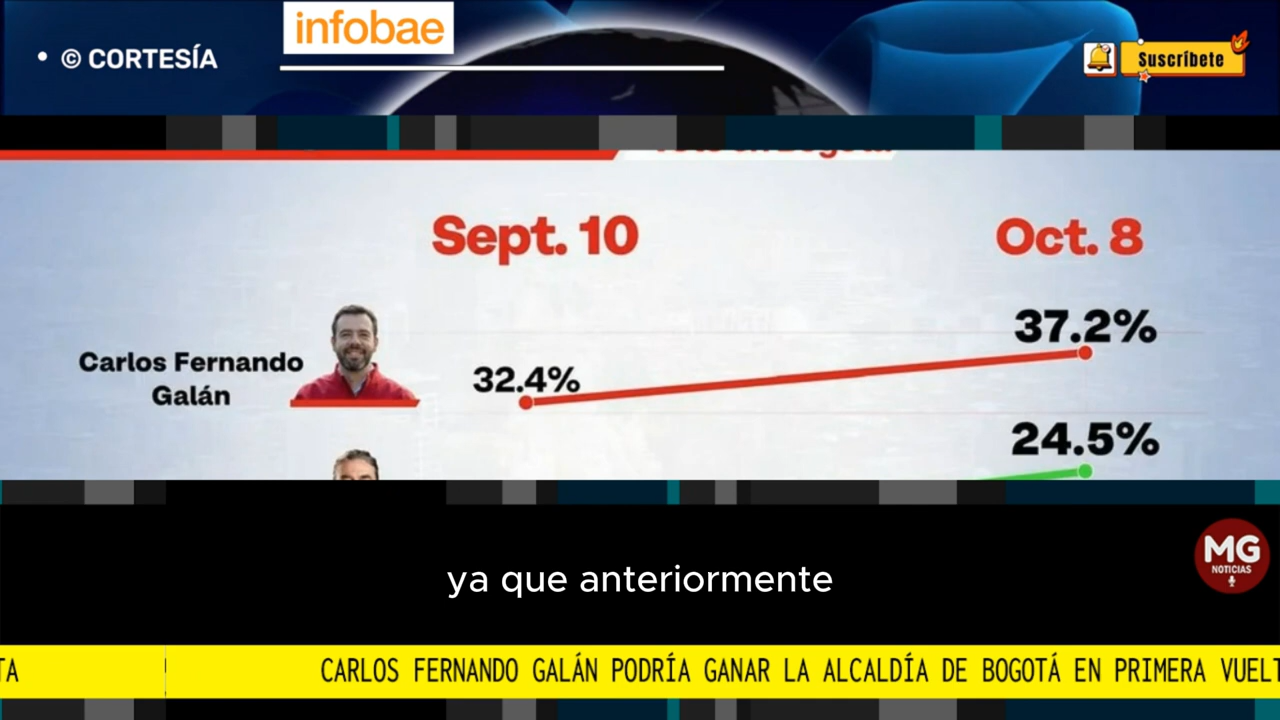 infobae
• © CORTESÍA
Suscríbete
Sept. 10
Oct. 8
37.2%
Carlos Fernando
Galán
32.4%
24.5%
ya que anteriormente
MG
NOTICIAS
TA
CARLOS FERNANDO GALÁN PODRÍA GANAR LA ALCALDÍA DE BOGOTÁ EN PRIMERA VUELT